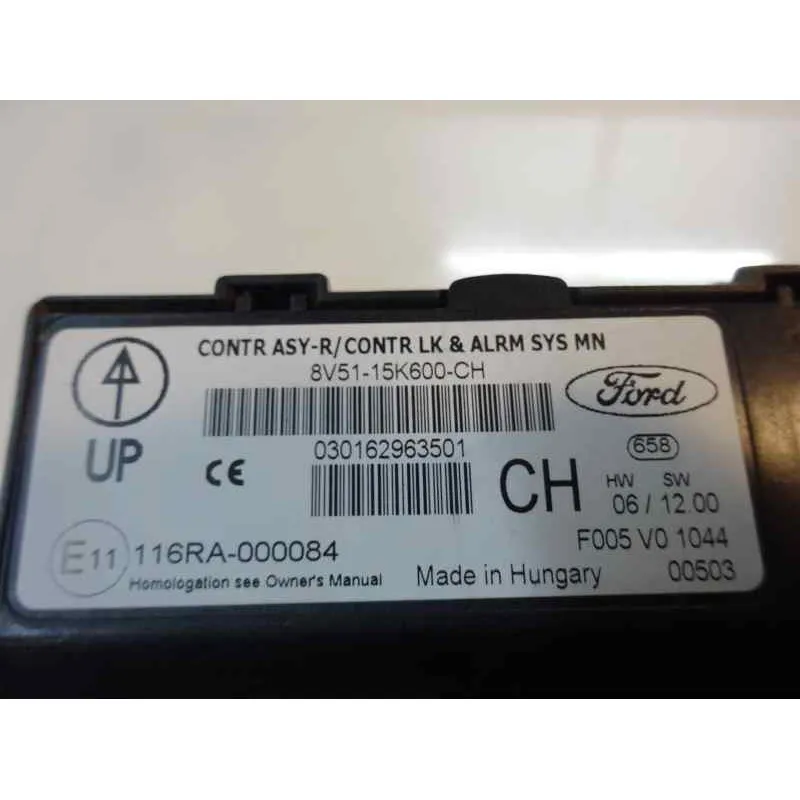 CONTR ASY-R/CONTR LK & ALRM SYS MN
8V51-15K600-CH
Ford
UP
CE
030162963501
CH
658
HW SW
06 / 12.00
E11
116RA-000084
F005 V0 1044
Homologation see Owner's Manual
Made in Hungary
00503